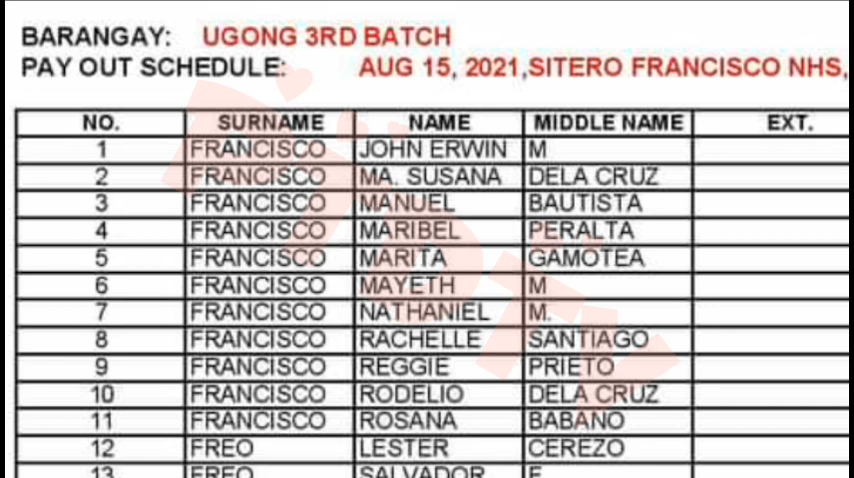 BARANGAY: UGONG 3RD BATCH
PAY OUT SCHEDULE: AUG 15, 2021,SITERO FRANCISCO NHS,
NO. SURNAME NAME MIDDLE NAME EXT.
1 FRANCISCO JOHN ERWIN M
2 FRANCISCO MA. SUSANA DELA CRUZ
3 FRANCISCO MANUEL BAUTISTA
4 FRANCISCO MARIBEL PERALTA
5 FRANCISCO MARITA GAMOTEA
6 FRANCISCO MAYETH M
7 FRANCISCO NATHANIEL M.
8 FRANCISCO RACHELLE SANTIAGO
9 FRANCISCO REGGIE PRIETO
10 FRANCISCO RODELIO DELA CRUZ
11 FRANCISCO ROSANA BABANO
12 FREO LESTER CEREZO
13 FREO SALVADOR